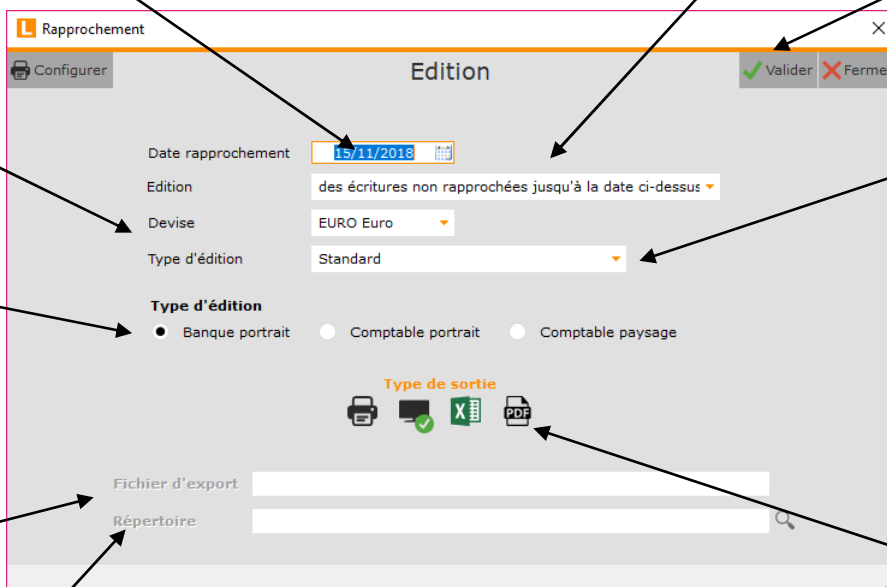 L Rapprochement
Configurer
Edition
Valider
Ferme
Date rapprochement 15/11/2018
Edition des écritures non rapprochées jusqu'à la date ci-dessus
Devise EURO Euro
Type d'édition Standard
Type d'édition
Banque portrait Comptable portrait Comptable paysage
Type de sortie
X PDF
Fichier d'export
Répertoire